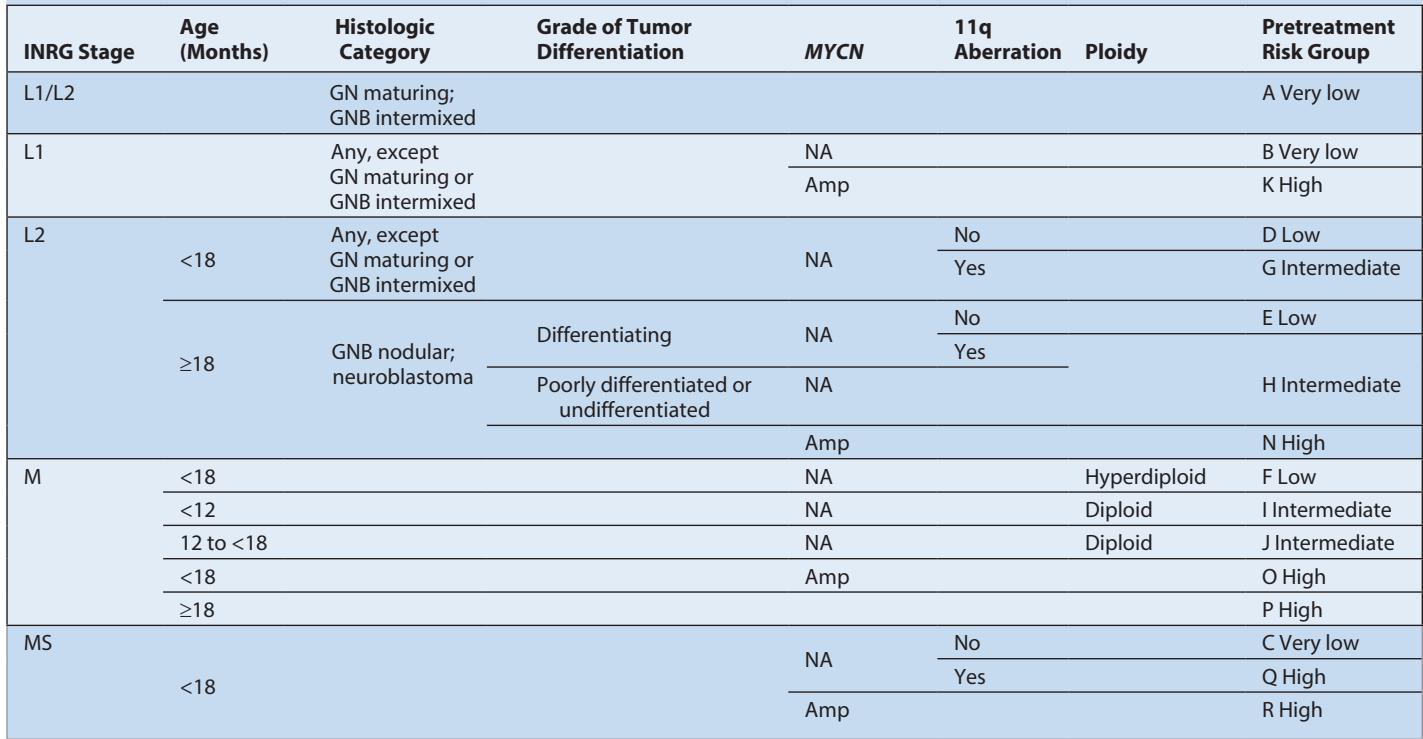 INRG Stage Age (Months) Histologic Category Grade of Tumor Differentiation MYCN 11q Aberration Ploidy Pretreatment Risk Group
L1/L2 GN maturing; A Very low
GNB intermixed
L1 Any, except NA B Very low
GN maturing or
Amp K High
GNB intermixed
L2 Any, except No D Low
<18 GN maturing or NA
Yes G Intermediate
GNB intermixed
No E Low
Differentiating NA
Yes
≥18 GNB nodular;
neuroblastoma
Poorly differentiated or NA H Intermediate
undifferentiated
Amp N High
M <18 NA Hyperdiploid F Low
<12 NA Diploid I Intermediate
12 to <18 NA Diploid J Intermediate
<18 Amp O High
≥18 P High
MS No C Very low
NA
Yes Q High
<18
Amp R High